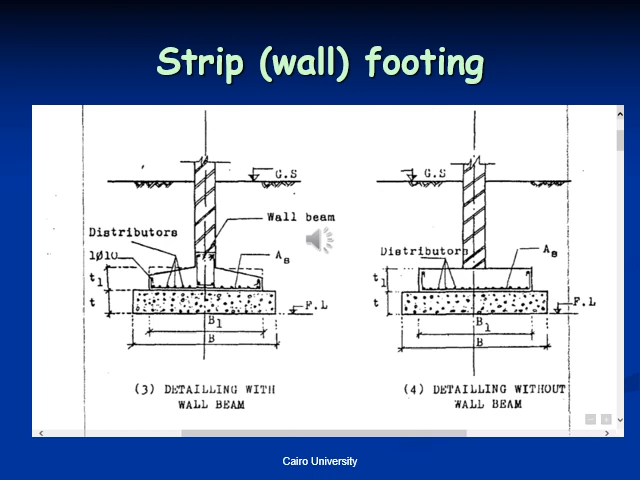 Strip (wall) footing
G.S
Wall beam
Distributors
1Ø10
As
t1
t
F.L
B1
B
(3) DETAILLING WITH
WALL BEAM
G.S
Distributors
As
t1
t
F.L
B1
B
(4) DETAILLING WITHOUT
WALL BEAM
Cairo University